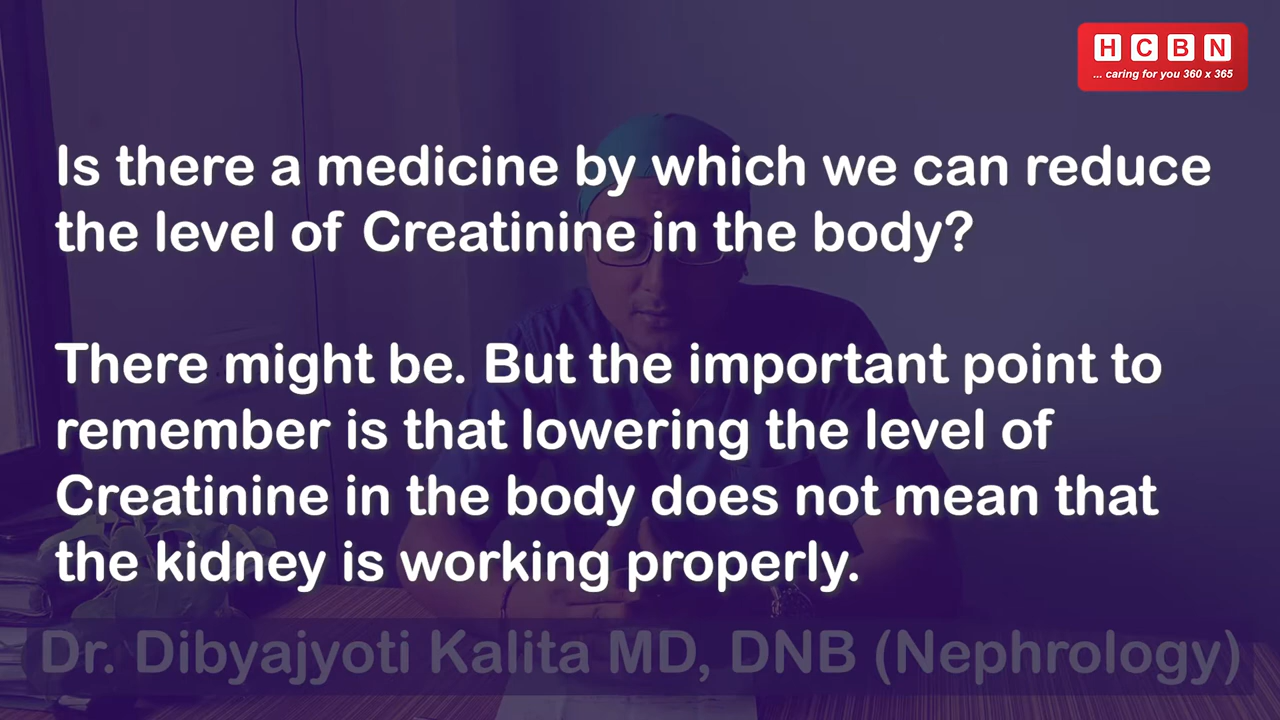 HCBN
... caring for you 360 x 365
Is there a medicine by which we can reduce
the level of Creatinine in the body?
There might be. But the important point to
remember is that lowering the level of
Creatinine in the body does not mean that
the kidney is working properly.
Dr. Dibyajyoti Kalita MD, DNB (Nephrology)